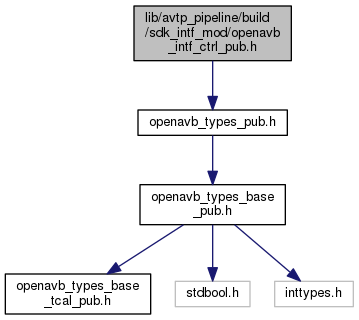 lib/avtp_pipeline/build
/sdk_intf_mod/openavb
_intf_ctrl_pub.h
openavb_types_pub.h
openavb_types_base
_pub.h
openavb_types_base
_tcal_pub.h
stdbool.h
inttypes.h